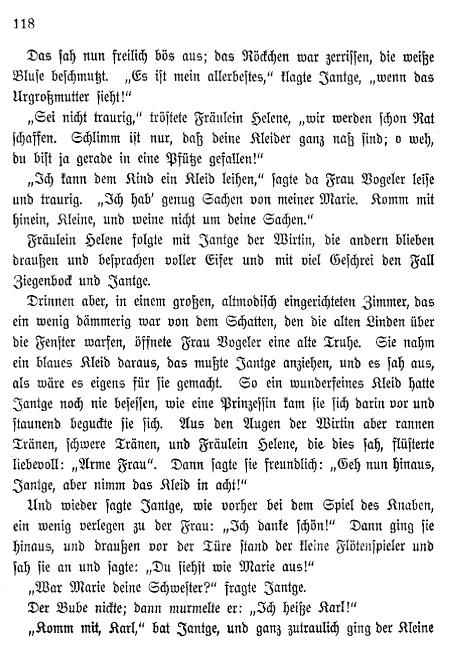 118
Das sah nun freilich bös aus; das Röckchen war zerrissen, die weiße
Bluse beschmutzt. „Es ist mein allerbestes,“ klagte Jantge, „wenn das
Urgroßmutter sieht!“
„Sei nicht traurig,“ tröstete Fräulein Helene, „wir werden schon Rat
schaffen. Schlimm ist nur, daß deine Kleider ganz naß sind; o weh,
du bist ja gerade in eine Pfütze gefallen!“
„Ich kann dem Kind ein Kleid leihen,“ sagte da Frau Vogeler leise
und traurig. „Ich hab’ genug Sachen von meiner Marie. Komm mit
hinein, Kleine, und weine nicht um deine Sachen.“
Fräulein Helene folgte mit Jantge der Wirtin, die andern blieben
draußen und besprachen voller Eifer und mit viel Geschrei den Fall
Ziegenbock und Jantge.
Drinnen aber, in einem großen, altmodisch eingerichteten Zimmer, das
ein wenig dämmerig war von dem Schatten, den die alten Linden über
die Fenster warfen, öffnete Frau Vogeler eine alte Truhe. Sie nahm
ein blaues Kleid daraus, das mußte Jantge anziehen, und es sah aus,
als wäre es eigens für sie gemacht. So ein wunderfeines Kleid hatte
Jantge noch nie besessen, wie eine Prinzessin kam sie sich darin vor und
staunend beguckte sie sich. Aus den Augen der Wirtin aber rannen
Tränen, schwere Tränen, und Fräulein Helene, die dies sah, flüsterte
liebevoll: „Arme Frau“. Dann sagte sie freundlich: „Geh nun hinaus,
Jantge, aber nimm das Kleid in acht!“
Und wieder sagte Jantge, wie vorher bei dem Spiel des Knaben,
ein wenig verlegen zu der Frau: „Ich danke schön!“ Dann ging sie
hinaus, und draußen vor der Türe stand der kleine Flötenspieler und
sah sie an und sagte: „Du siehst wie Marie aus!“
„War Marie deine Schwester?“ fragte Jantge.
Der Bube nickte; dann murmelte er: „Ich heiße Karl!“
„Komm mit, Karl,“ bat Jantge, und ganz zutraulich ging der Kleine